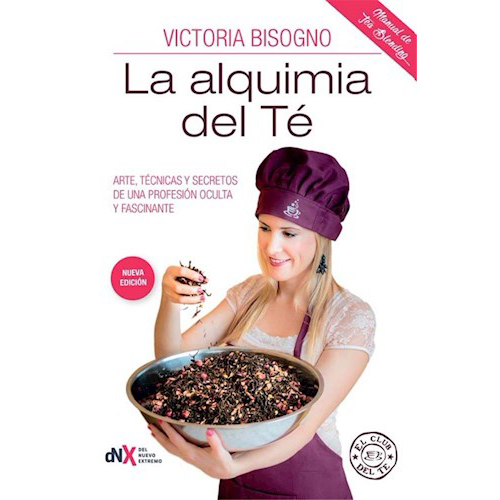 VICTORIA BISOGNO
Manual de
Tea Blending...
La alquimia
del Té
ARTE, TÉCNICAS Y SECRETOS
DE UNA PROFESIÓN OCULTA
Y FASCINANTE
NUEVA
EDICIÓN
dNX DEL
NUEVO
EXTREMO
EL CLUB
DEL TE